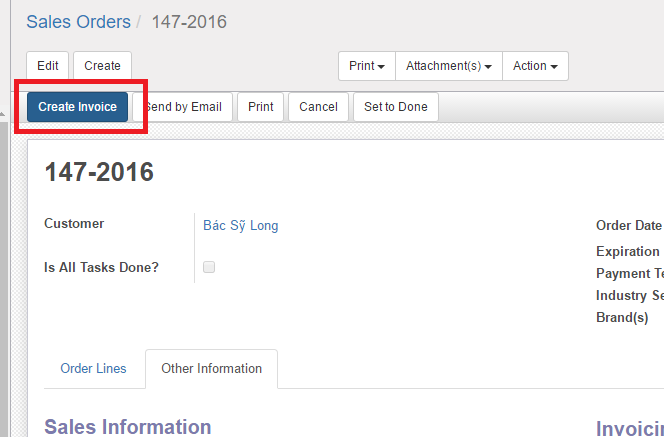 Sales Orders / 147-2016
Edit Create Print Attachment(s) Action
Create Invoice Send by Email Print Cancel Set to Done
147-2016
Customer Bác Sỹ Long Order Date
Expiration
Is All Tasks Done? Payment Te
Industry Se
Brand(s)
Order Lines Other Information
Sales Information Invoicin